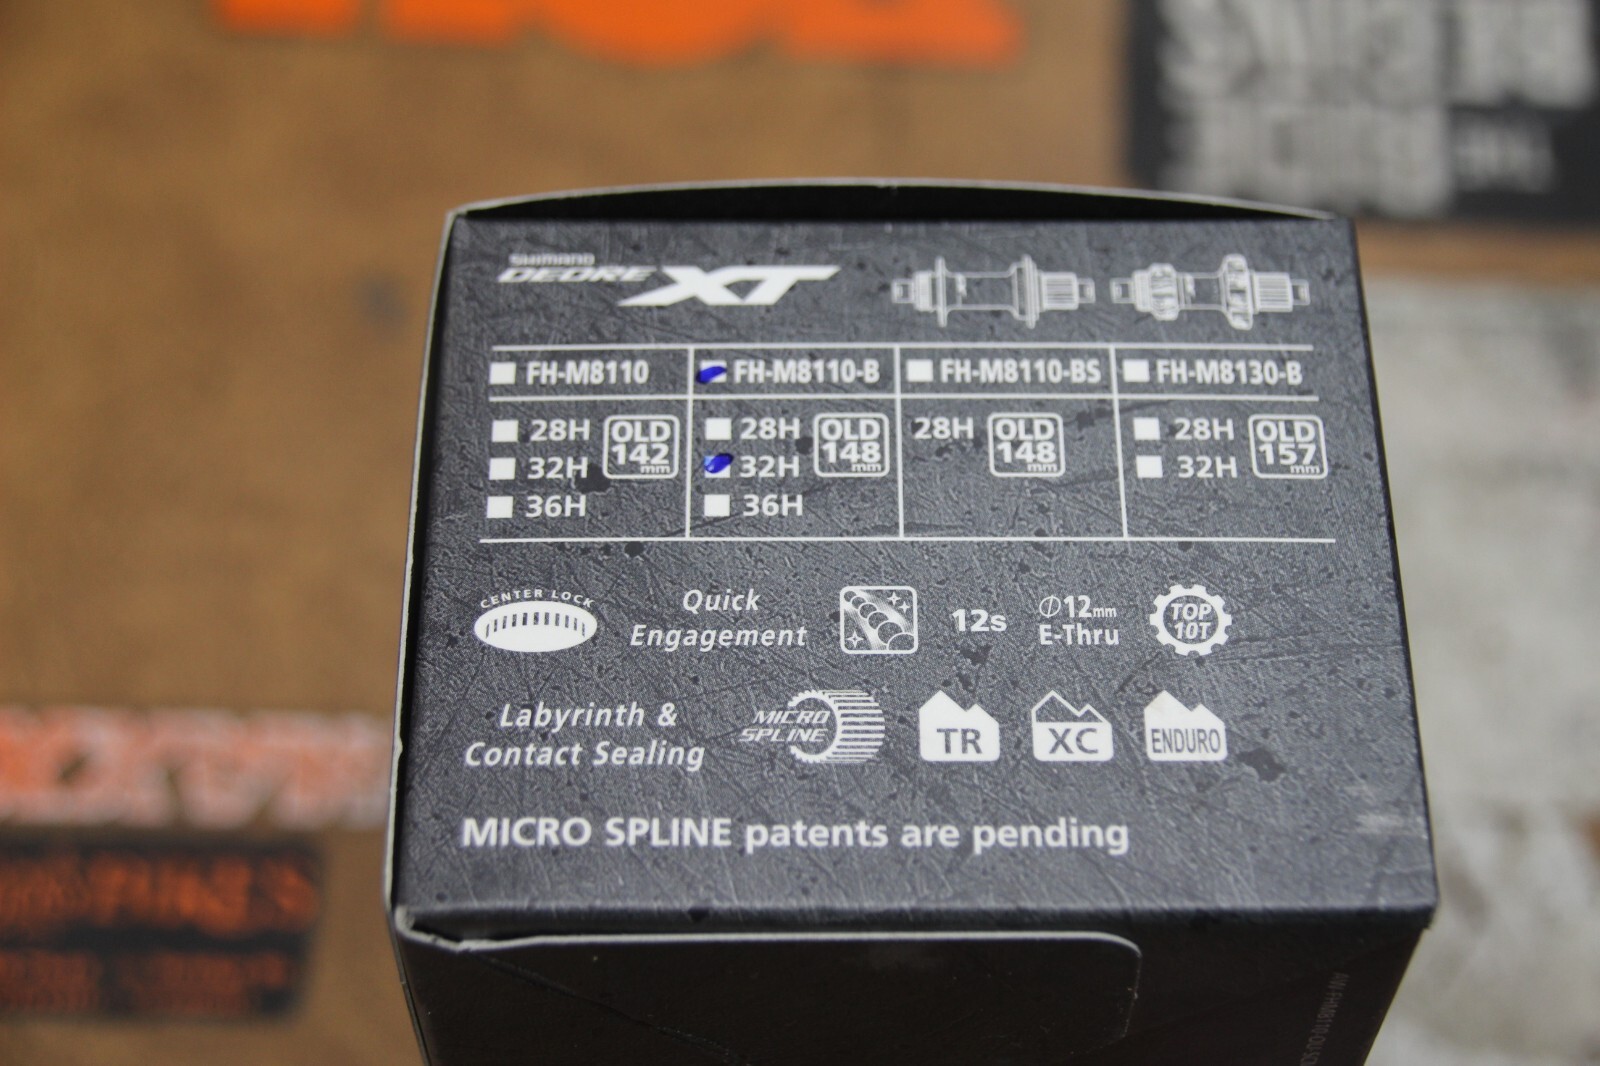 SHIMANO
DEORE XT
FH-M8110 FH-M8110-B FH-M8110-BS FH-M8130-B
28H OLD 142 mm 28H OLD 148 mm 28H OLD 148 mm 28H OLD 157 mm
32H 32H 32H
36H 36H
CENTER LOCK
Quick
Engagement
12s
∅12mm
E-Thru
TOP
10T
Labyrinth &
Contact Sealing
MICRO
SPLINE
TR
XC
ENDURO
MICRO SPLINE patents are pending